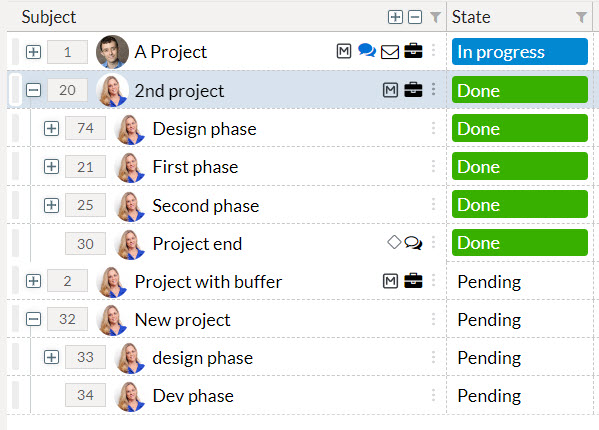 Subject State
1 A Project M In progress
20 2nd project M Done
74 Design phase Done
21 First phase Done
25 Second phase Done
30 Project end Done
2 Project with buffer M Pending
32 New project Pending
33 design phase Pending
34 Dev phase Pending